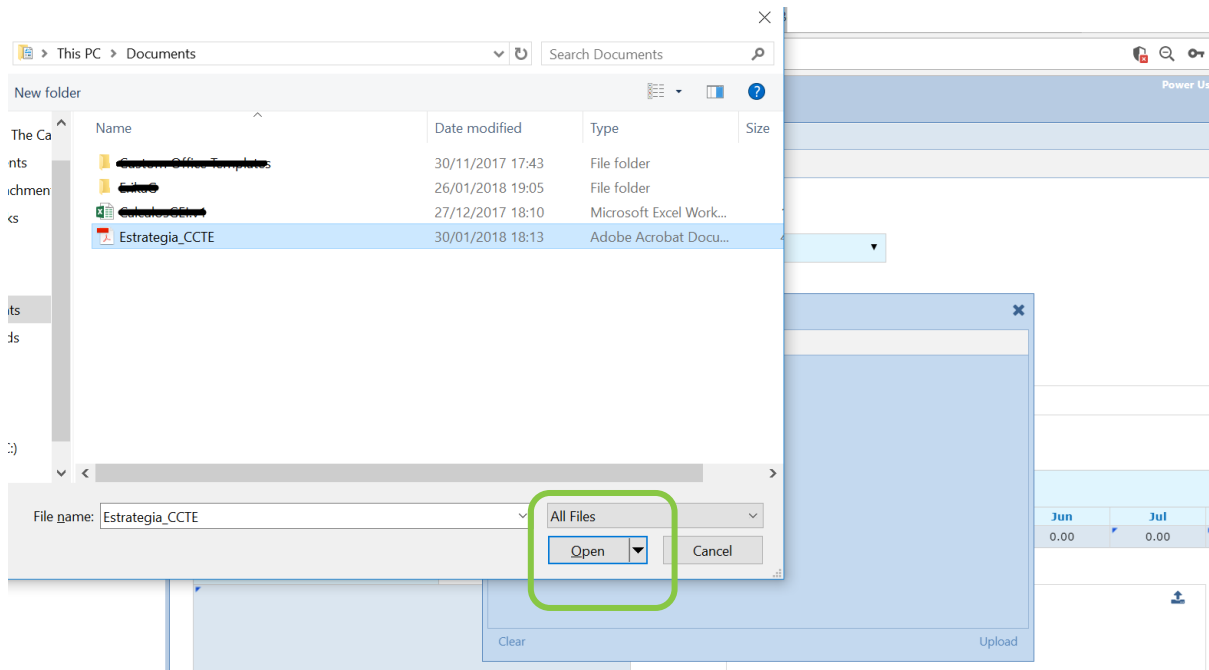 This PC > Documents
Search Documents
New folder
Power Us
Name
Date modified
Type
Size
The Ca
nts
chmen
ks
ts
ds
:)
30/11/2017 17:43
File folder
26/01/2018 19:05
File folder
27/12/2017 18:10
Microsoft Excel Work...
Estrategia_CCTE
30/01/2018 18:13
Adobe Acrobat Docu...
File name:
Estrategia_CCTE
All Files
Open
Cancel
Jun
Jul
0.00
0.00
Clear
Upload